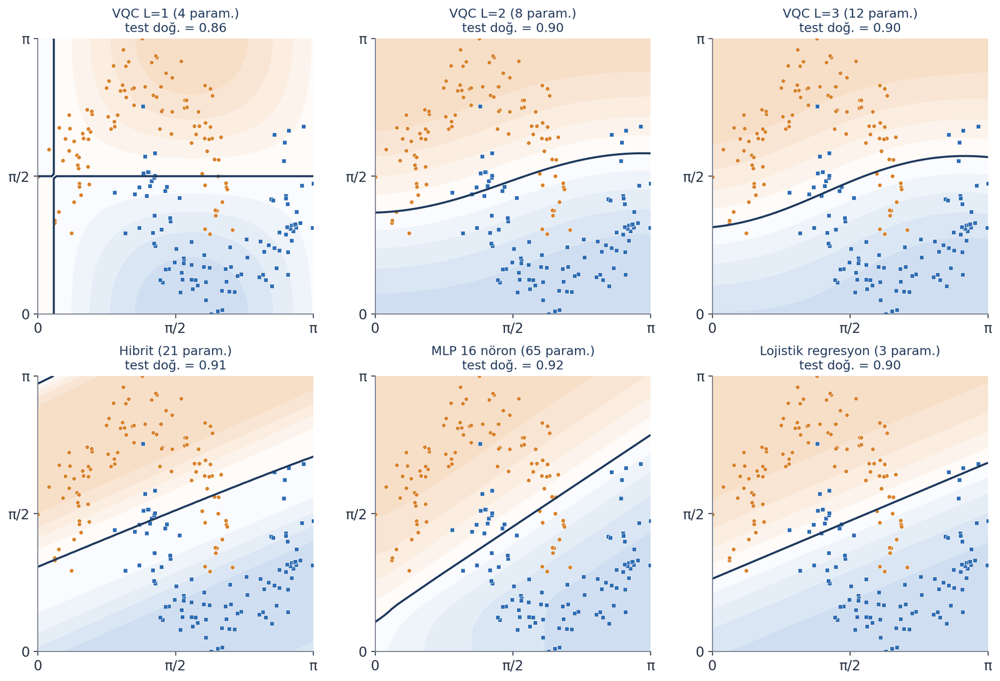 VQC L=1 (4 param.)
test doğ. = 0.86
π
π/2
0
0
π/2
π
VQC L=2 (8 param.)
test doğ. = 0.90
π
π/2
0
0
π/2
π
VQC L=3 (12 param.)
test doğ. = 0.90
π
π/2
0
0
π/2
π
Hibrit (21 param.)
test doğ. = 0.91
π
π/2
0
0
π/2
π
MLP 16 nöron (65 param.)
test doğ. = 0.92
π
π/2
0
0
π/2
π
Lojistik regresyon (3 param.)
test doğ. = 0.90
π
π/2
0
0
π/2
π